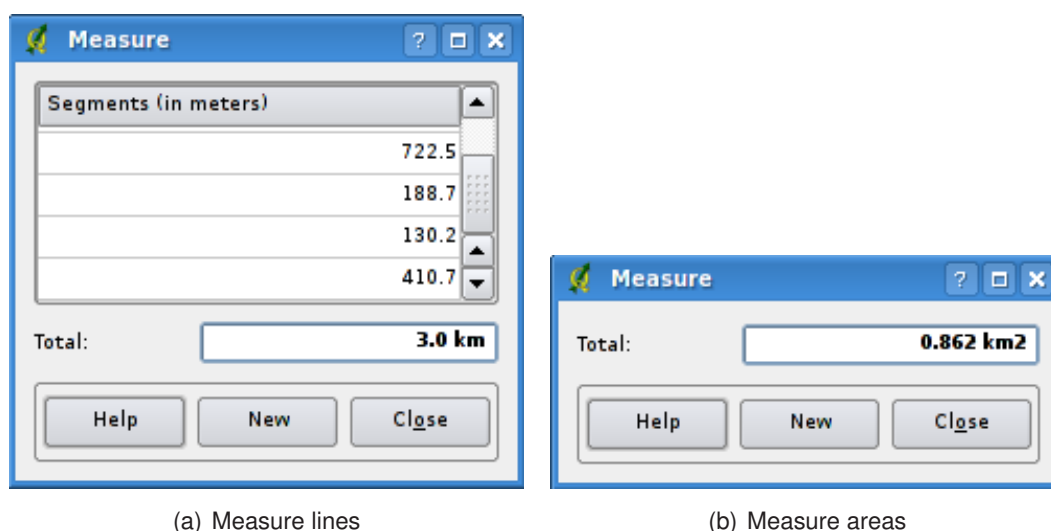 Measure
Segments (in meters)
722.5
188.7
130.2
410.7
Total: 3.0 km
Help New Close
(a) Measure lines
Measure
Total: 0.862 km2
Help New Close
(b) Measure areas